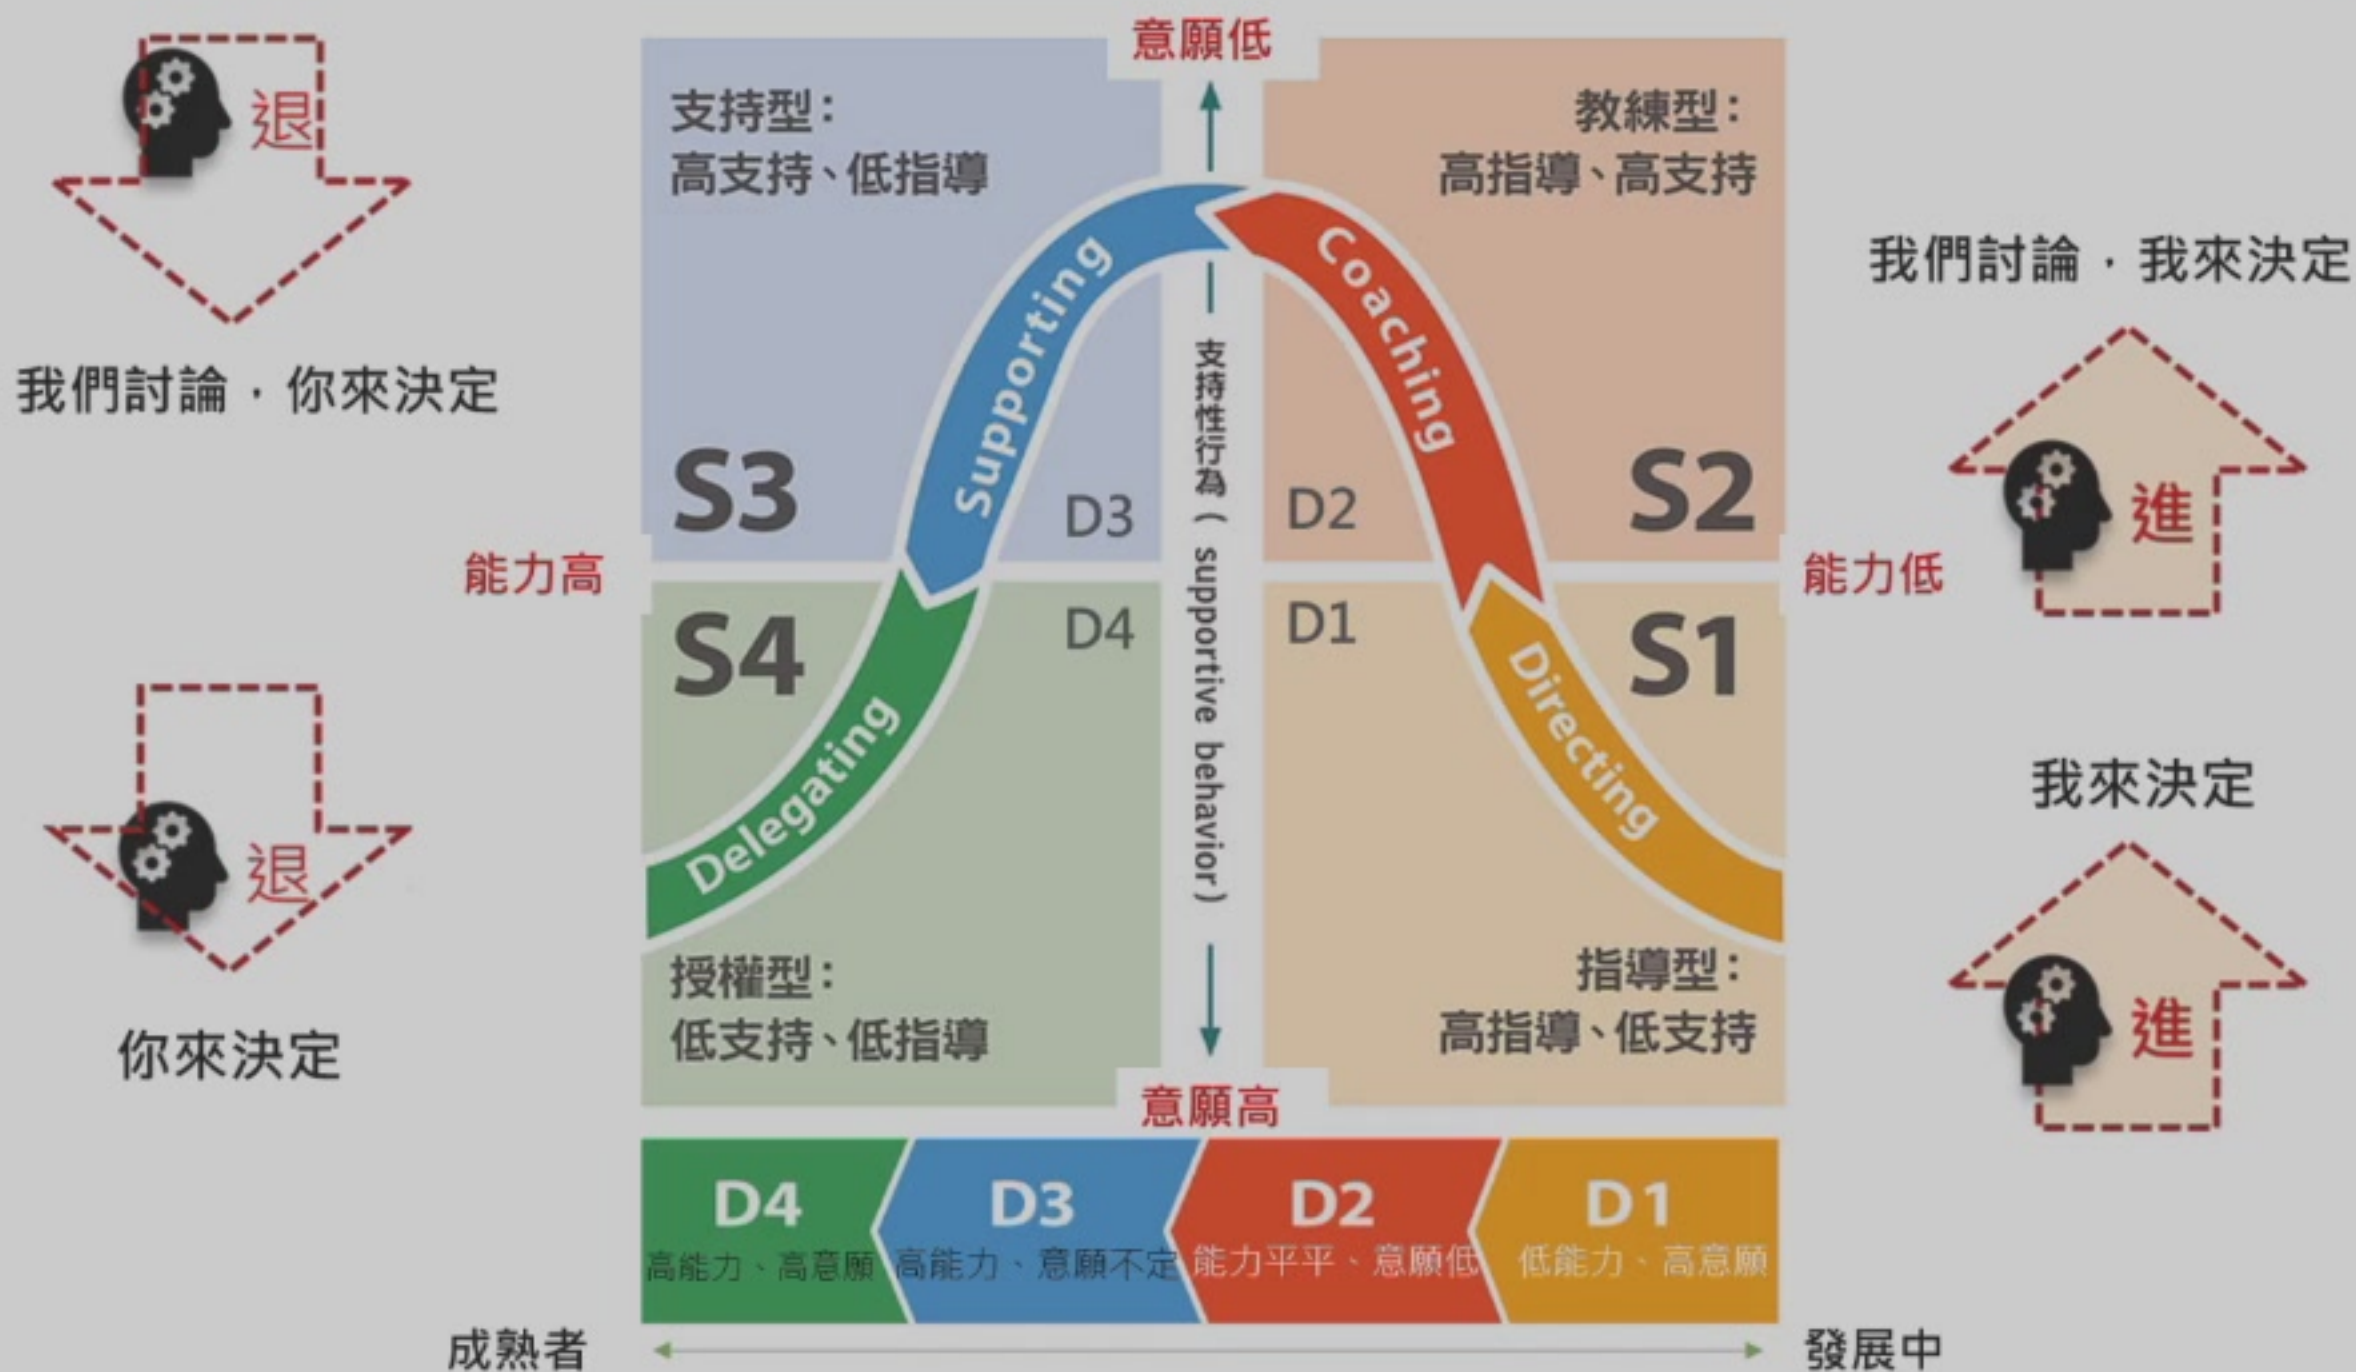 意願低
退
支持型：
高支持、低指導
教練型：
高指導、高支持
我們討論，我來決定
我們討論，你來決定
Supporting
Coaching
支持性行為（ supportive behavior）
S3
D3
D2
S2
進
能力高
能力低
S4
D4
D1
S1
Delegating
Directing
我來決定
退
授權型：
低支持、低指導
指導型：
高指導、低支持
進
你來決定
意願高
D4
高能力、高意願
D3
高能力、意願不定
D2
能力平平、意願低
D1
低能力、高意願
成熟者
發展中